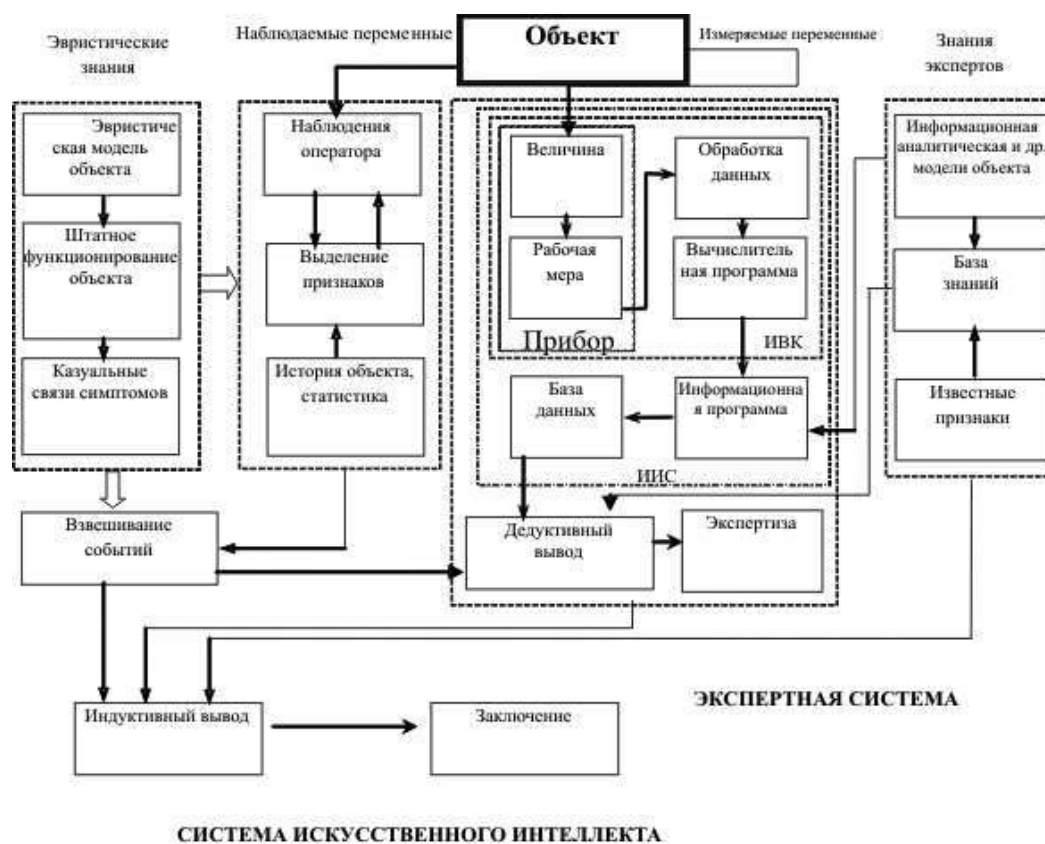 Эвристические
знания
Наблюдаемые переменные
Объект
Измеряемые переменные
Знания
экспертов
Эвристиче
ская модель
объекта
Штатное
функционирование
объекта
Казуальные
связи симптомов
Наблюдения
оператора
Выделение
признаков
История объекта,
статистика
Величина
Рабочая
мера
Прибор
Обработка
данных
Вычислитель
ная программа
ИВК
База
данных
Информационна
я программа
ИИС
Информационная
аналитическая и др.
модели объекта
База
знаний
Известные
признаки
Взвешивание
событий
Дедуктивный
вывод
Экспертиза
ЭКСПЕРТНАЯ СИСТЕМА
Индуктивный вывод
Заключение
СИСТЕМА ИСКУССТВЕННОГО ИНТЕЛЛЕКТА